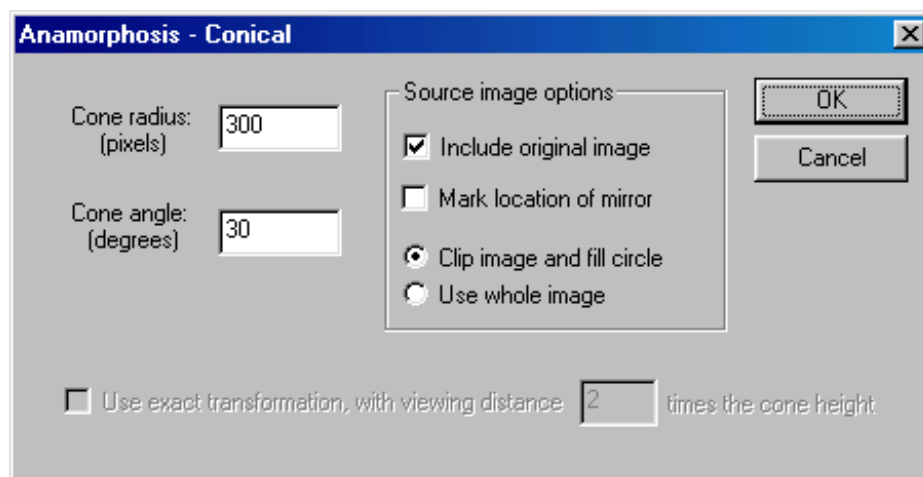 Anamorphosis - Conical
Cone radius:
(pixels)
300
Cone angle:
(degrees)
30
Source image options
Include original image
Mark location of mirror
Clip image and fill circle
Use whole image
OK
Cancel
Use exact transformation, with viewing distance 2 times the cone height